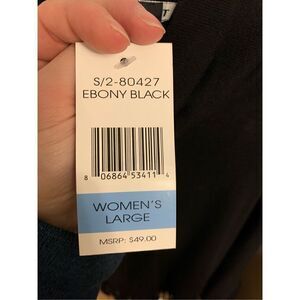 S/2-80427
EBONY BLACK
8 06864 53411 4
WOMEN'S
LARGE
MSRP: $49.00